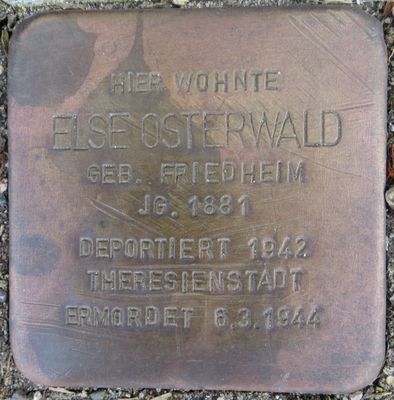 HIER WOHNTE
ELSE OSTERWALD
GEB. FRIEDHEIM
JG. 1881
DEPORTIERT 1942
THERESIENSTADT
ERMORDET 6.3.1944